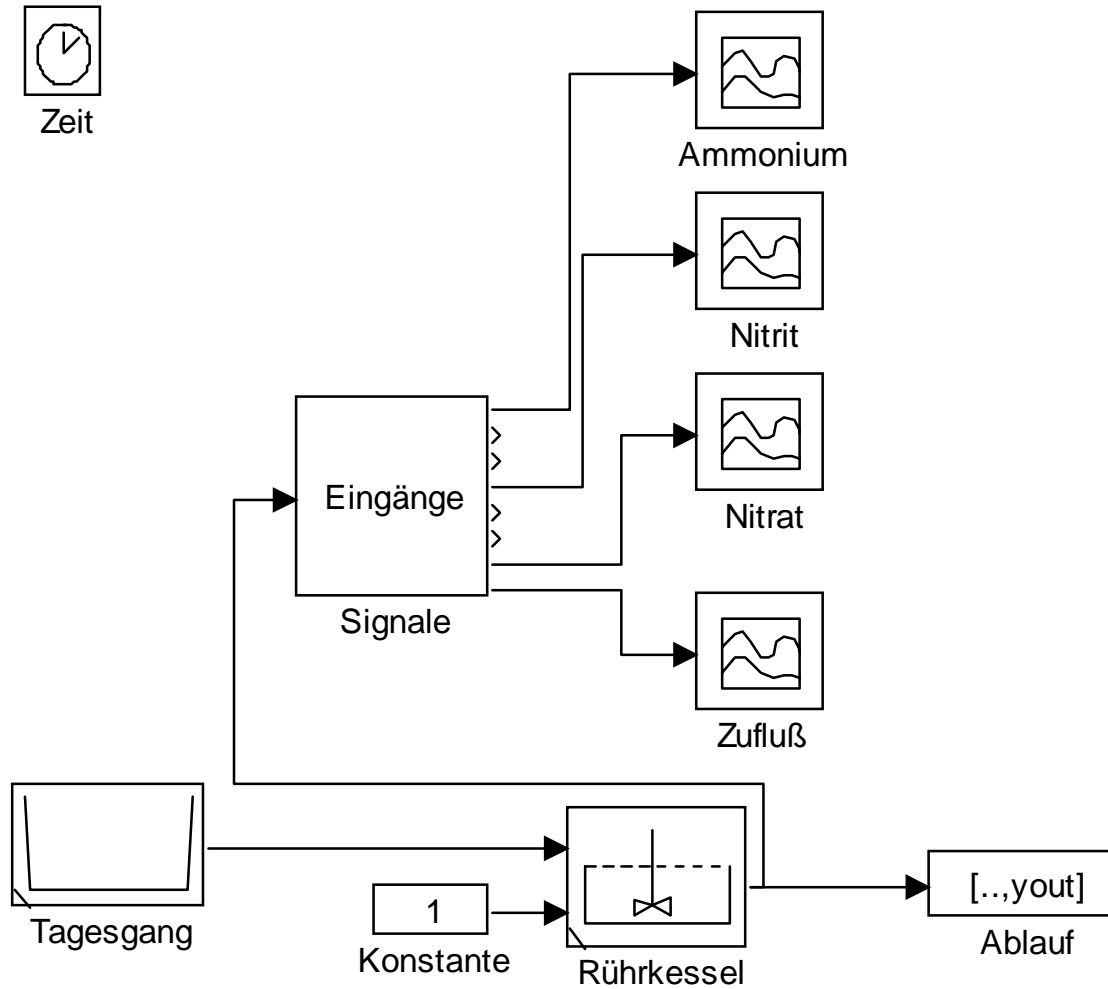 Zeit
Ammonium
Nitrit
Nitrat
Eingänge
Signale
Zufluß
Tagesgang
1
Konstante
Rührkessel
[..,yout]
Ablauf